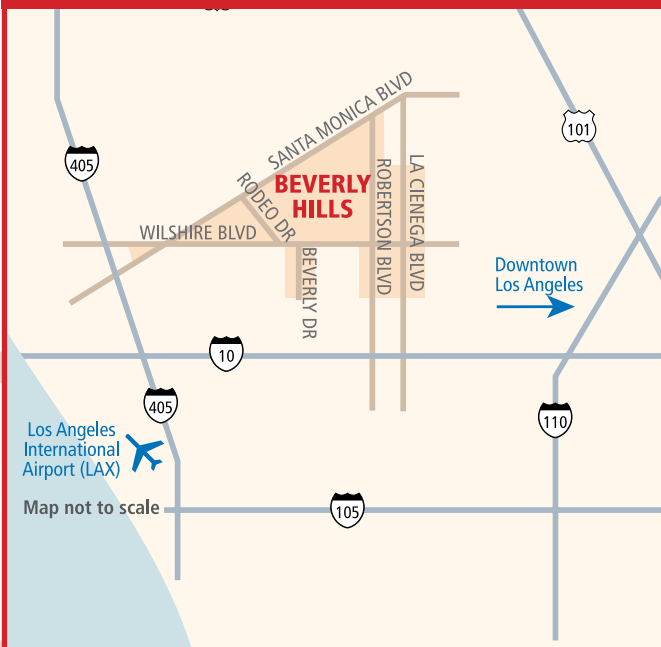 SANTA MONICA BLVD
101
405
BEVERLY
HILLS
RODEO DR
ROBERTSON BLVD
LA CIENEGA BLVD
WILSHIRE BLVD
BEVERLY DR
Downtown
Los Angeles
10
405
110
Los Angeles
International
Airport (LAX)
Map not to scale
105